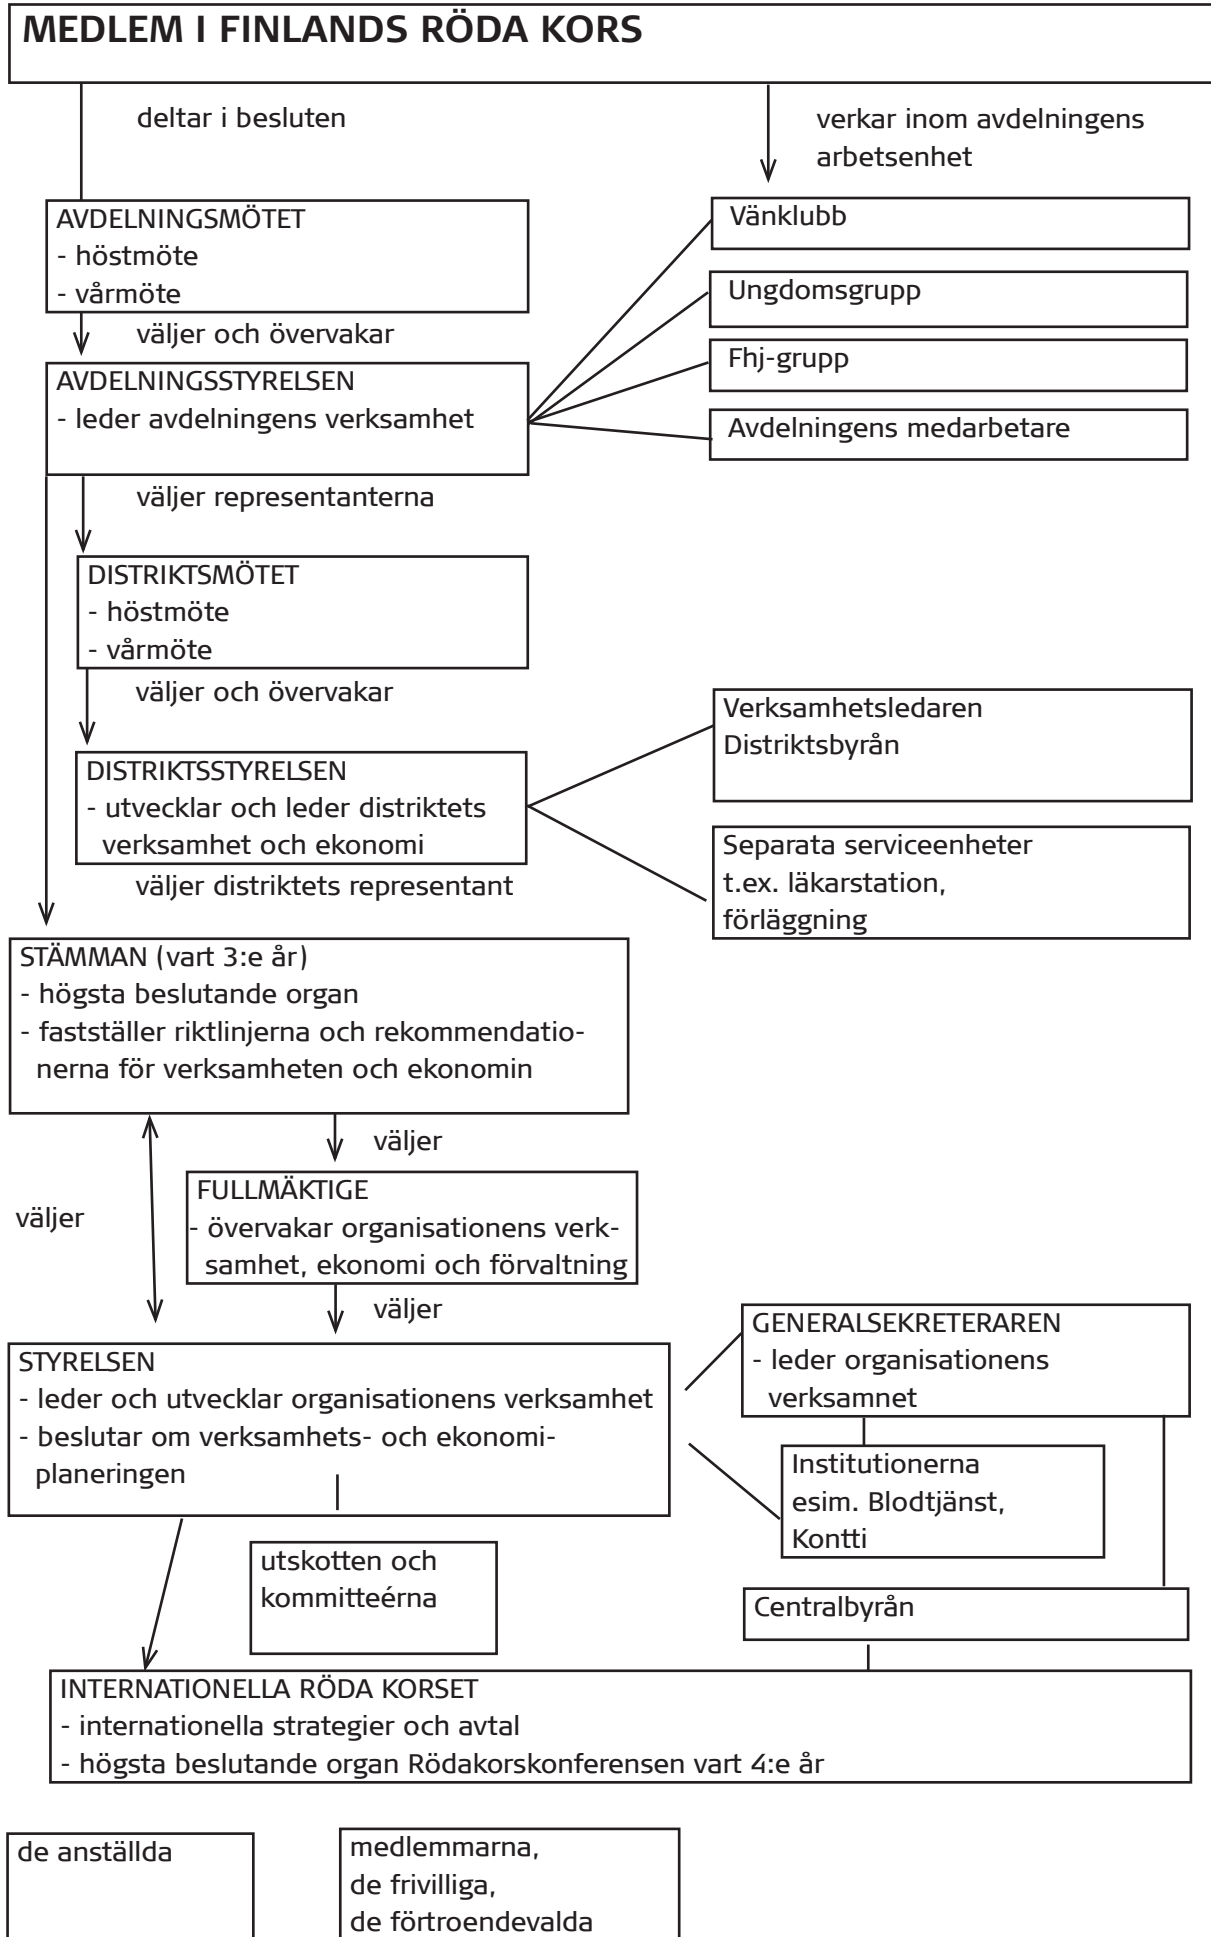 MEDLEM I FINLANDS RÖDA KORS
deltar i besluten
verkar inom avdelningens
arbetsenhet
AVDELNINGSMÖTET
- höstmöte
- vårmöte
Vänklubb
Ungdomsgrupp
väljer och övervakar
Fhj-grupp
AVDELNINGSSTYRELSEN
- leder avdelningens verksamhet
Avdelningens medarbetare
väljer representanterna
DISTRIKTSMÖTET
- höstmöte
- vårmöte
väljer och övervakar
Verksamhetsledaren
Distriktsbyrån
DISTRIKTSSTYRELSEN
- utvecklar och leder distriktets
verksamhet och ekonomi
Separata serviceenheter
t.ex. läkarstation,
förläggning
väljer distriktets representant
STÄMMAN (vart 3:e år)
- högsta beslutande organ
- fastställer riktlinjerna och rekommendatio-
nerna för verksamheten och ekonomin
väljer
väljer
FULLMÄKTIGE
- övervakar organisationens verk-
samhet, ekonomi och förvaltning
väljer
GENERALSEKRETERAREN
- leder organisationens
verksamnet
STYRELSEN
- leder och utvecklar organisationens verksamhet
- beslutar om verksamhets- och ekonomi-
planeringen
Institutionerna
esim. Blodtjänst,
Kontti
utskotten och
kommitteérna
Centralbyrån
INTERNATIONELLA RÖDA KORSET
- internationella strategier och avtal
- högsta beslutande organ Rödakorskonferensen vart 4:e år
de anställda
medlemmarna,
de frivilliga,
de förtroendevalda